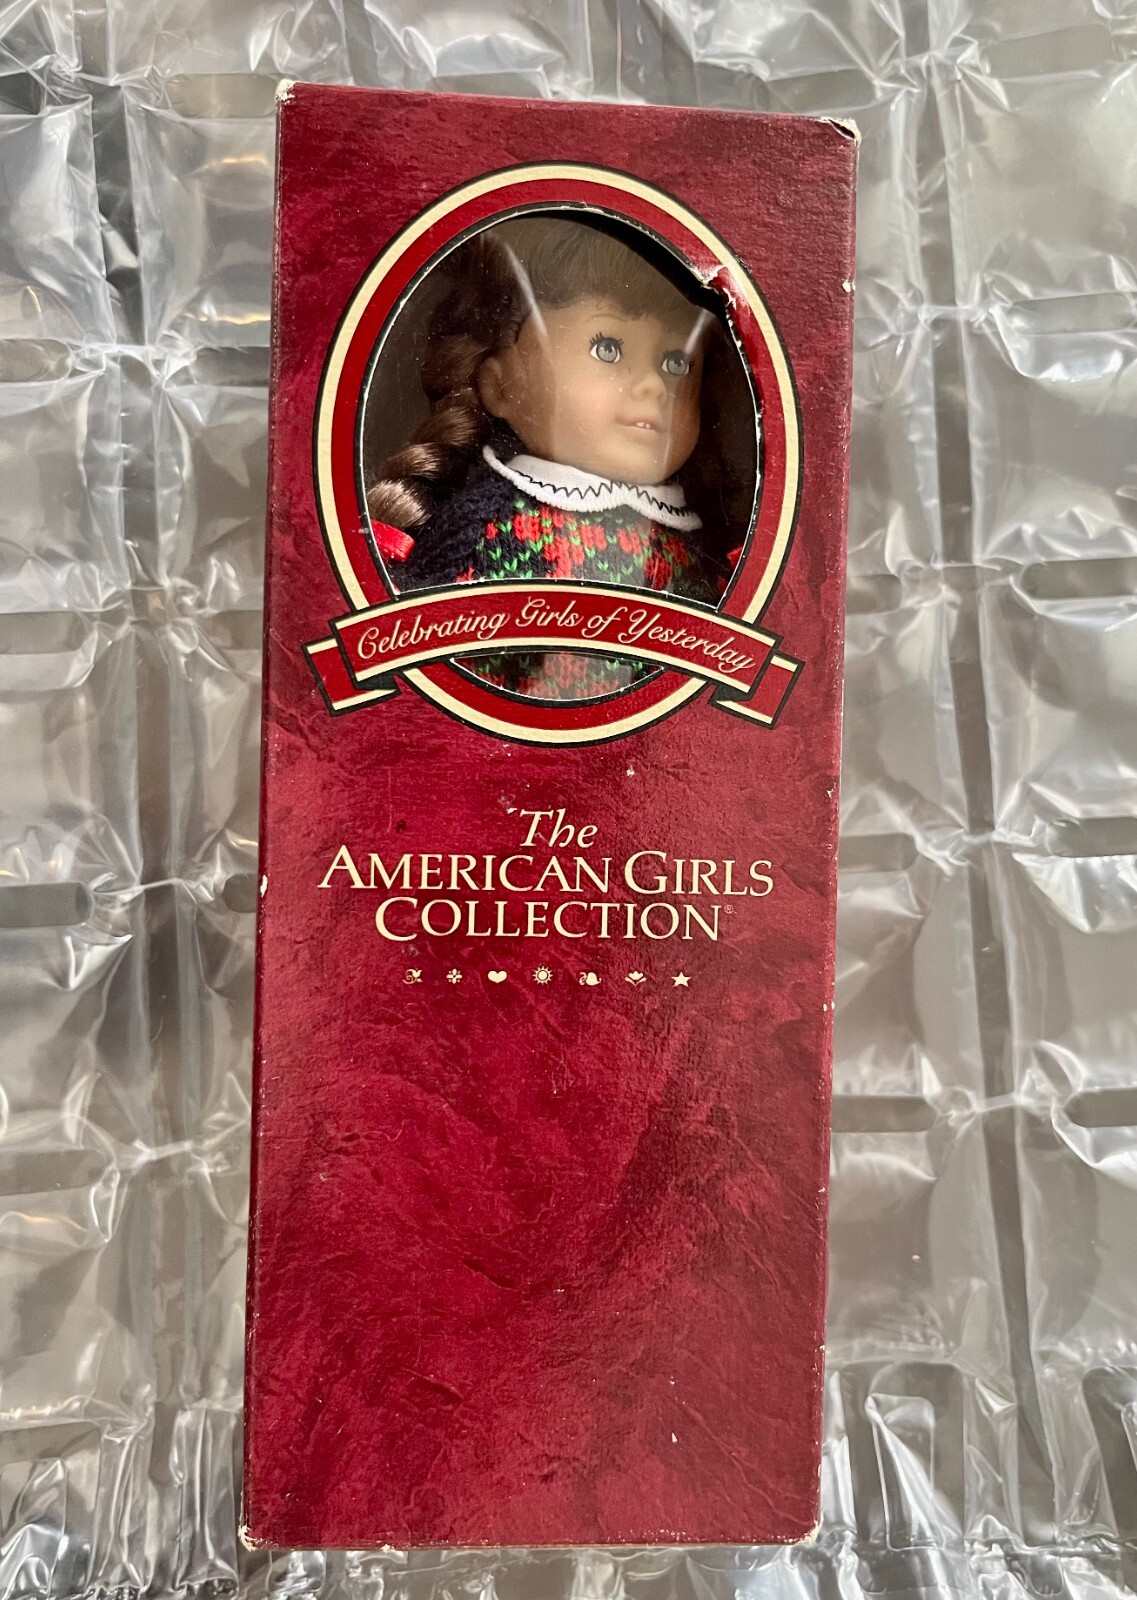 Celebrating Girls of Yesterday
The
AMERICAN GIRLS
COLLECTION®